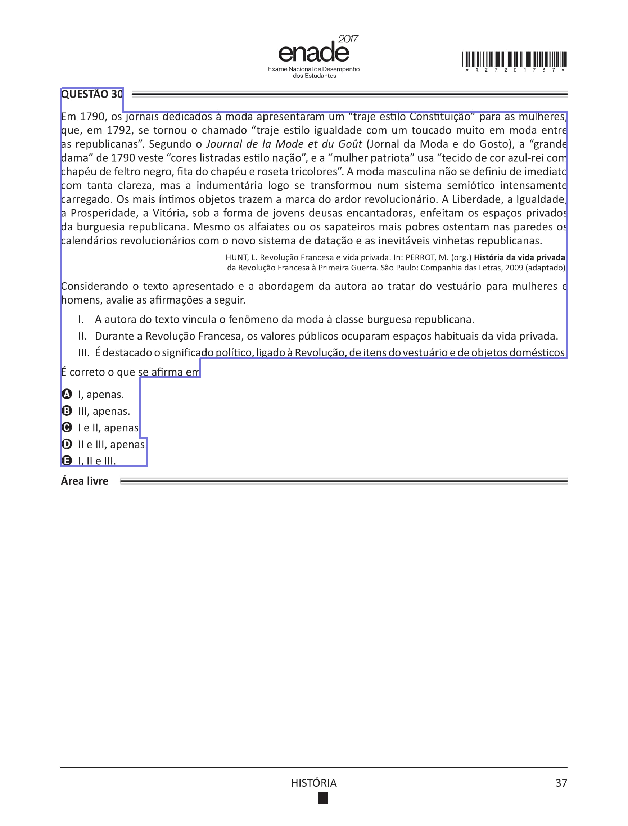 2017
enade
Exame Nacional de Desempenho
dos Estudantes
*R2720173 7*
QUESTÃO 30
Em 1790, os jornais dedicados à moda apresentaram um “traje estilo Constituição” para as mulheres,
que, em 1792, se tornou o chamado “traje estilo igualdade com um toucado muito em moda entre
as republicanas”. Segundo o Journal de la Mode et du Goût (Jornal da Moda e do Gosto), a “grande
dama” de 1790 veste “cores listradas estilo nação”, e a “mulher patriota” usa “tecido de cor azul-rei com
chapéu de feltro negro, fita do chapéu e roseta tricolores”. A moda masculina não se definiu de imediato
com tanta clareza, mas a indumentária logo se transformou num sistema semiótico intensamente
carregado. Os mais íntimos objetos trazem a marca do ardor revolucionário. A Liberdade, a Igualdade,
a Prosperidade, a Vitória, sob a forma de jovens deusas encantadoras, enfeitam os espaços privados
da burguesia republicana. Mesmo os alfaiates ou os sapateiros mais pobres ostentam nas paredes os
calendários revolucionários com o novo sistema de datação e as inevitáveis vinhetas republicanas.
HUNT, L. Revolução Francesa e vida privada. In: PERROT, M. (org.) História da vida privada:
da Revolução Francesa à Primeira Guerra. São Paulo: Companhia das Letras, 2009 (adaptado).
Considerando o texto apresentado e a abordagem da autora ao tratar do vestuário para mulheres e
homens, avalie as afirmações a seguir.
I. A autora do texto vincula o fenômeno da moda à classe burguesa republicana.
II. Durante a Revolução Francesa, os valores públicos ocuparam espaços habituais da vida privada.
III. É destacado o significado político, ligado à Revolução, de itens do vestuário e de objetos domésticos.
É correto o que se afirma em
A I, apenas.
B III, apenas.
C I e II, apenas.
D II e III, apenas.
E I, II e III.
Área livre
HISTÓRIA
37